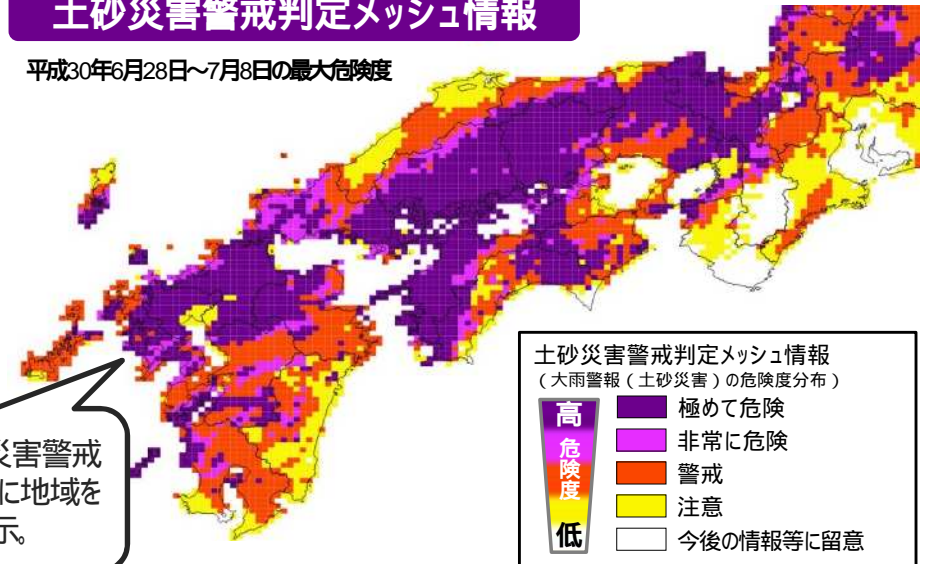 土砂災害警戒判定メッシュ情報
平成30年6月28日～7月8日の最大危険度
災害警戒
に地域を
示。
土砂災害警戒判定メッシュ情報
（大雨警報（土砂災害）の危険度分布）
高
危険度
低
極めて危険
非常に危険
警戒
注意
今後の情報等に留意